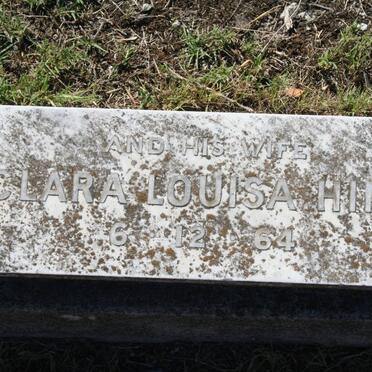 AND HIS WIFE
CLARA LOUISA
6 12 64